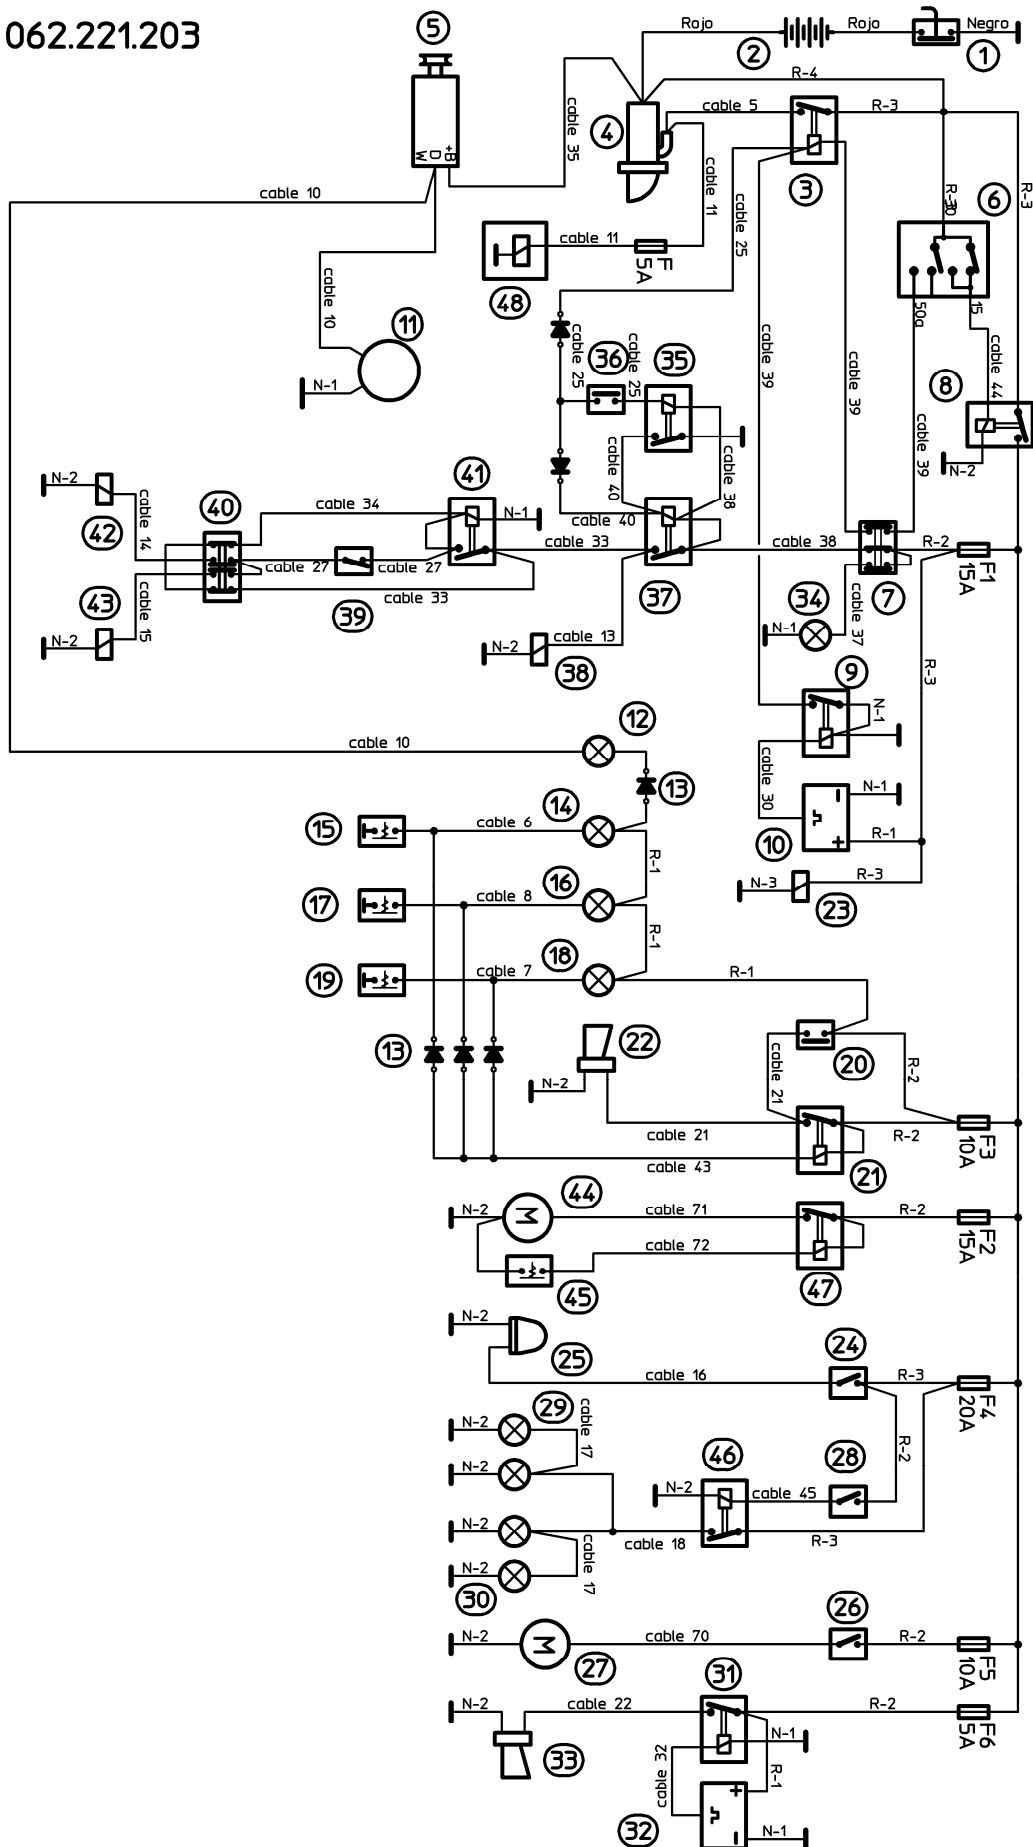 062.221.203
5
Rojo
Rojo
Negro
2
1
R-4
cable 35
4
cable 5
R-3
+B
D
W
cable 10
cable 11
3
R-3
R-30
6
cable 11
cable 25
F
5A
48
cable 10
11
N-1
50a
15
cable 25
36
cable 25
35
cable 39
cable 39
cable 44
8
cable 39
N-2
cable 40
cable 38
N-2
42
cable 14
40
cable 34
41
N-1
cable 40
cable 33
cable 38
R-2
F1
15A
cable 27
cable 27
43
cable 15
N-2
39
cable 33
37
34
7
N-1
cable 37
cable 13
N-2
38
R-3
9
12
N-1
cable 10
cable 30
13
N-1
14
15
cable 6
10
R-1
R-1
16
N-3
R-3
23
17
cable 8
R-1
18
19
cable 7
R-1
13
22
20
N-2
cable 21
R-2
cable 21
R-2
F3
10A
cable 43
21
44
N-2
M
cable 71
R-2
F2
15A
cable 72
45
47
N-2
25
24
cable 16
R-3
F4
20A
29
N-2
cable 17
R-2
46
28
N-2
N-2
cable 45
N-2
cable 18
R-3
cable 17
N-2
30
26
N-2
M
cable 70
R-2
F5
10A
27
31
N-2
cable 22
R-2
F6
5A
N-1
33
cable 32
R-1
+
32
N-1